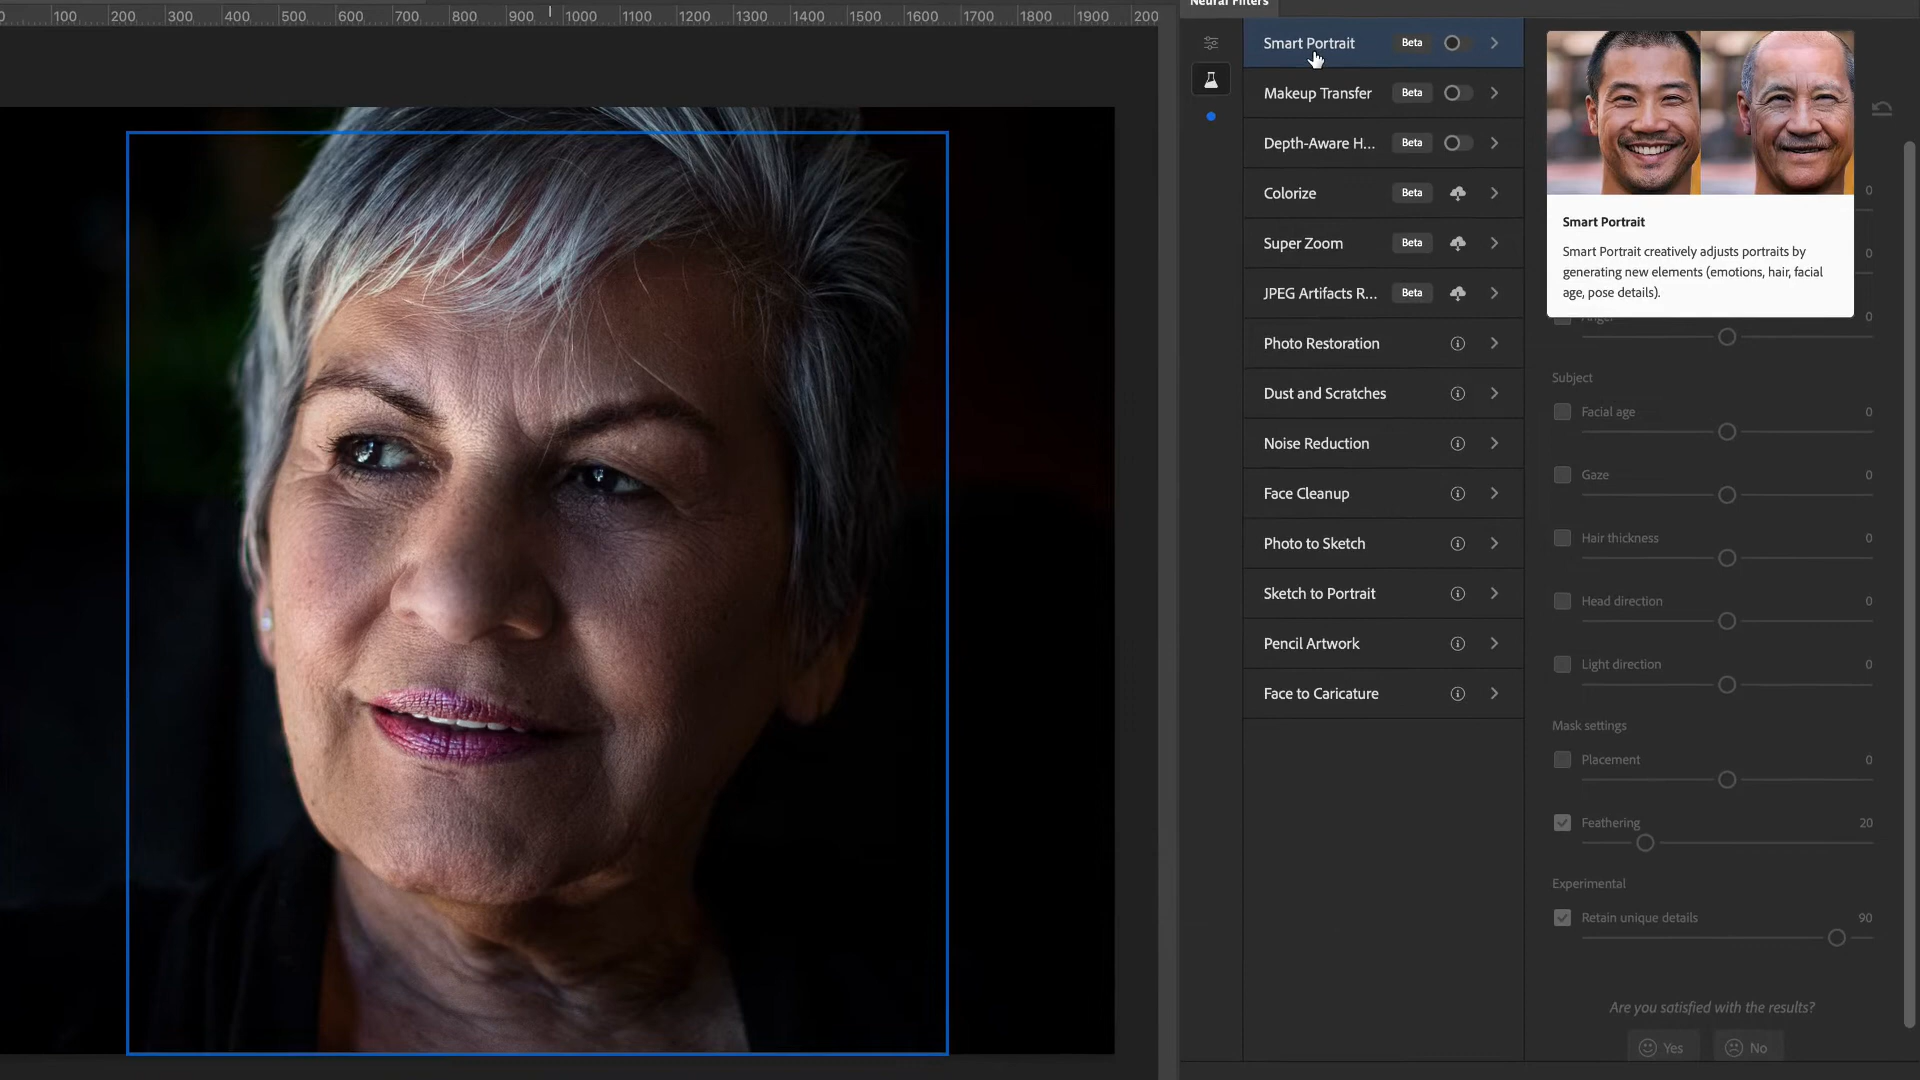 0 100 200 300 400 500 600 700 800 900 1000 1100 1200 1300 1400 1500 1600 1700 1800 1900 200
Neural Filters
Smart Portrait Beta
Makeup Transfer Beta
Depth-Aware H... Beta
Colorize Beta
Super Zoom Beta
JPEG Artifacts R... Beta
Photo Restoration
Dust and Scratches
Noise Reduction
Face Cleanup
Photo to Sketch
Sketch to Portrait
Pencil Artwork
Face to Caricature
Smart Portrait
Smart Portrait creatively adjusts portraits by
generating new elements (emotions, hair, facial
age, pose details).
0
0
Anger 0
Subject
Facial age 0
Gaze 0
Hair thickness 0
Head direction 0
Light direction 0
Mask settings
Placement 0
Feathering 20
Experimental
Retain unique details 90
Are you satisfied with the results?
Yes No